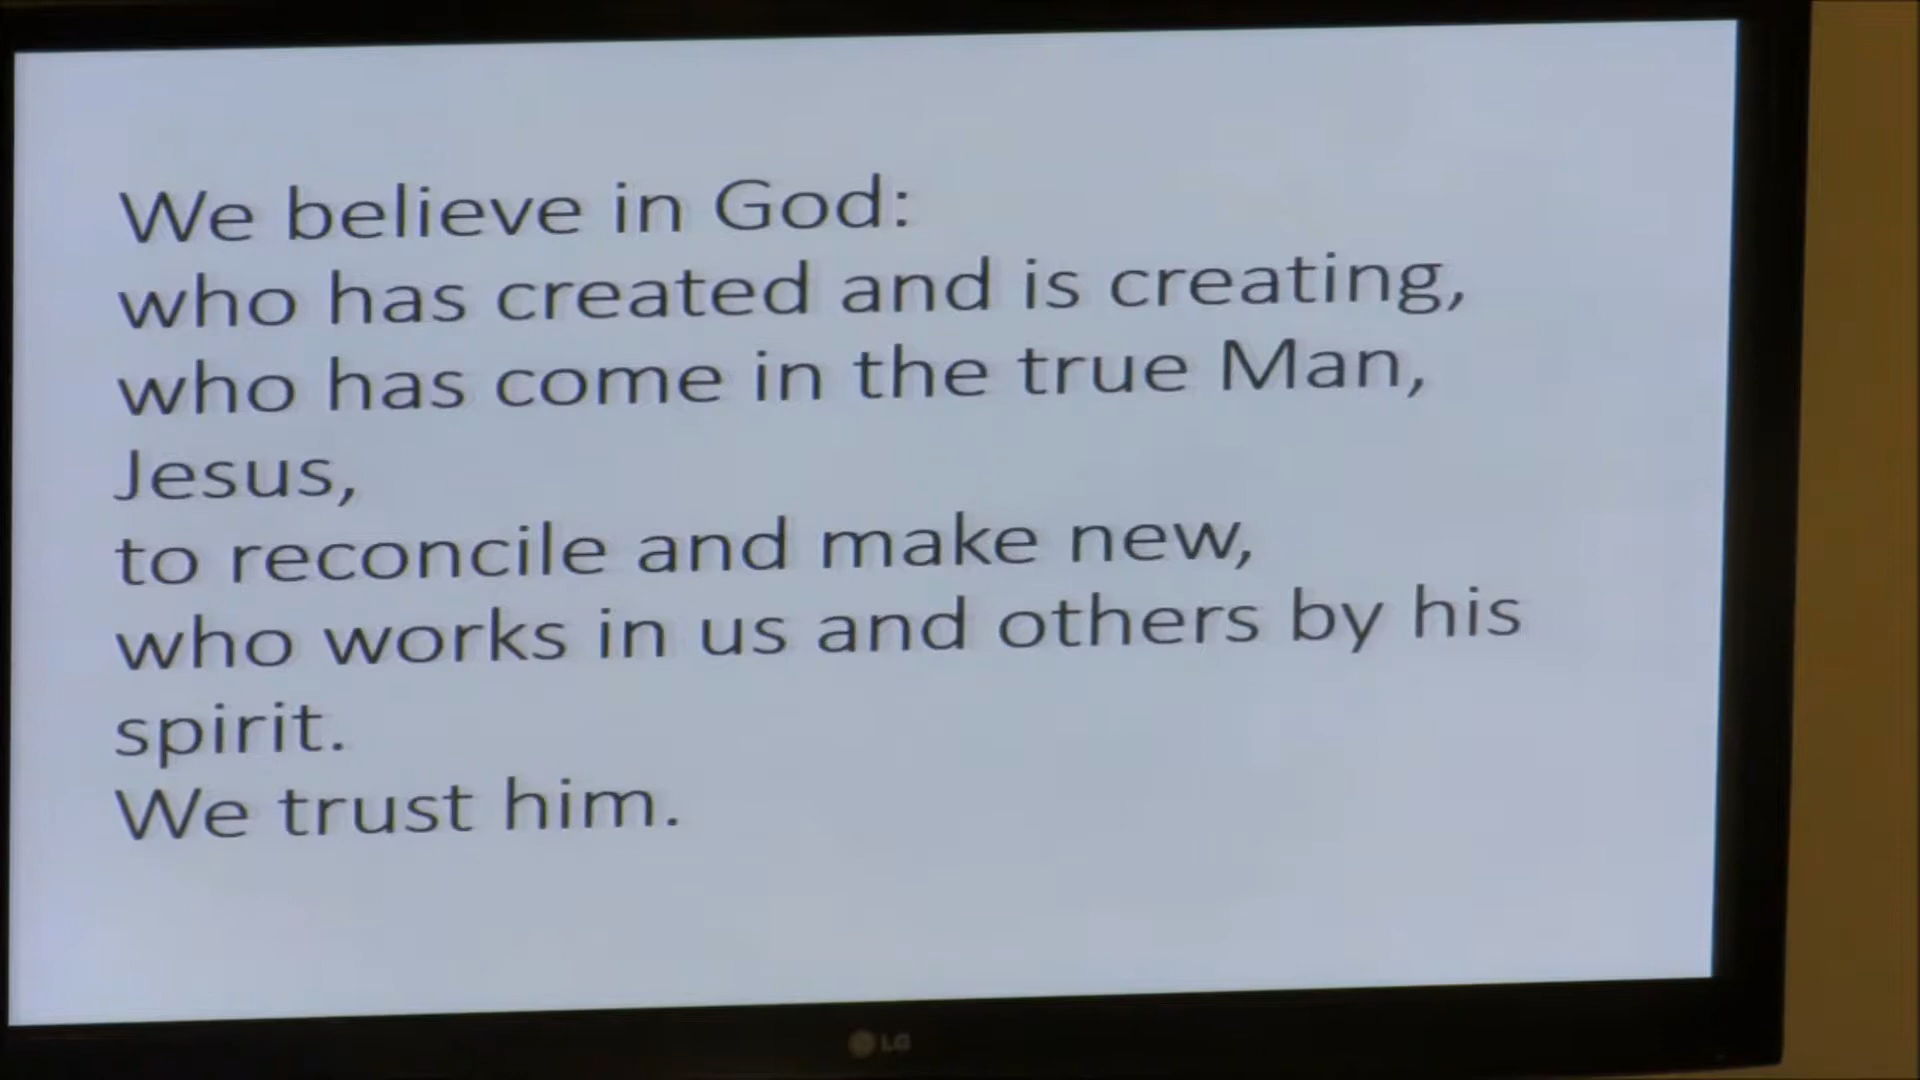 We believe in God:
who has created and is creating,
who has come in the true Man,
Jesus,
to reconcile and make new,
who works in us and others by his
spirit.
We trust him.
LG